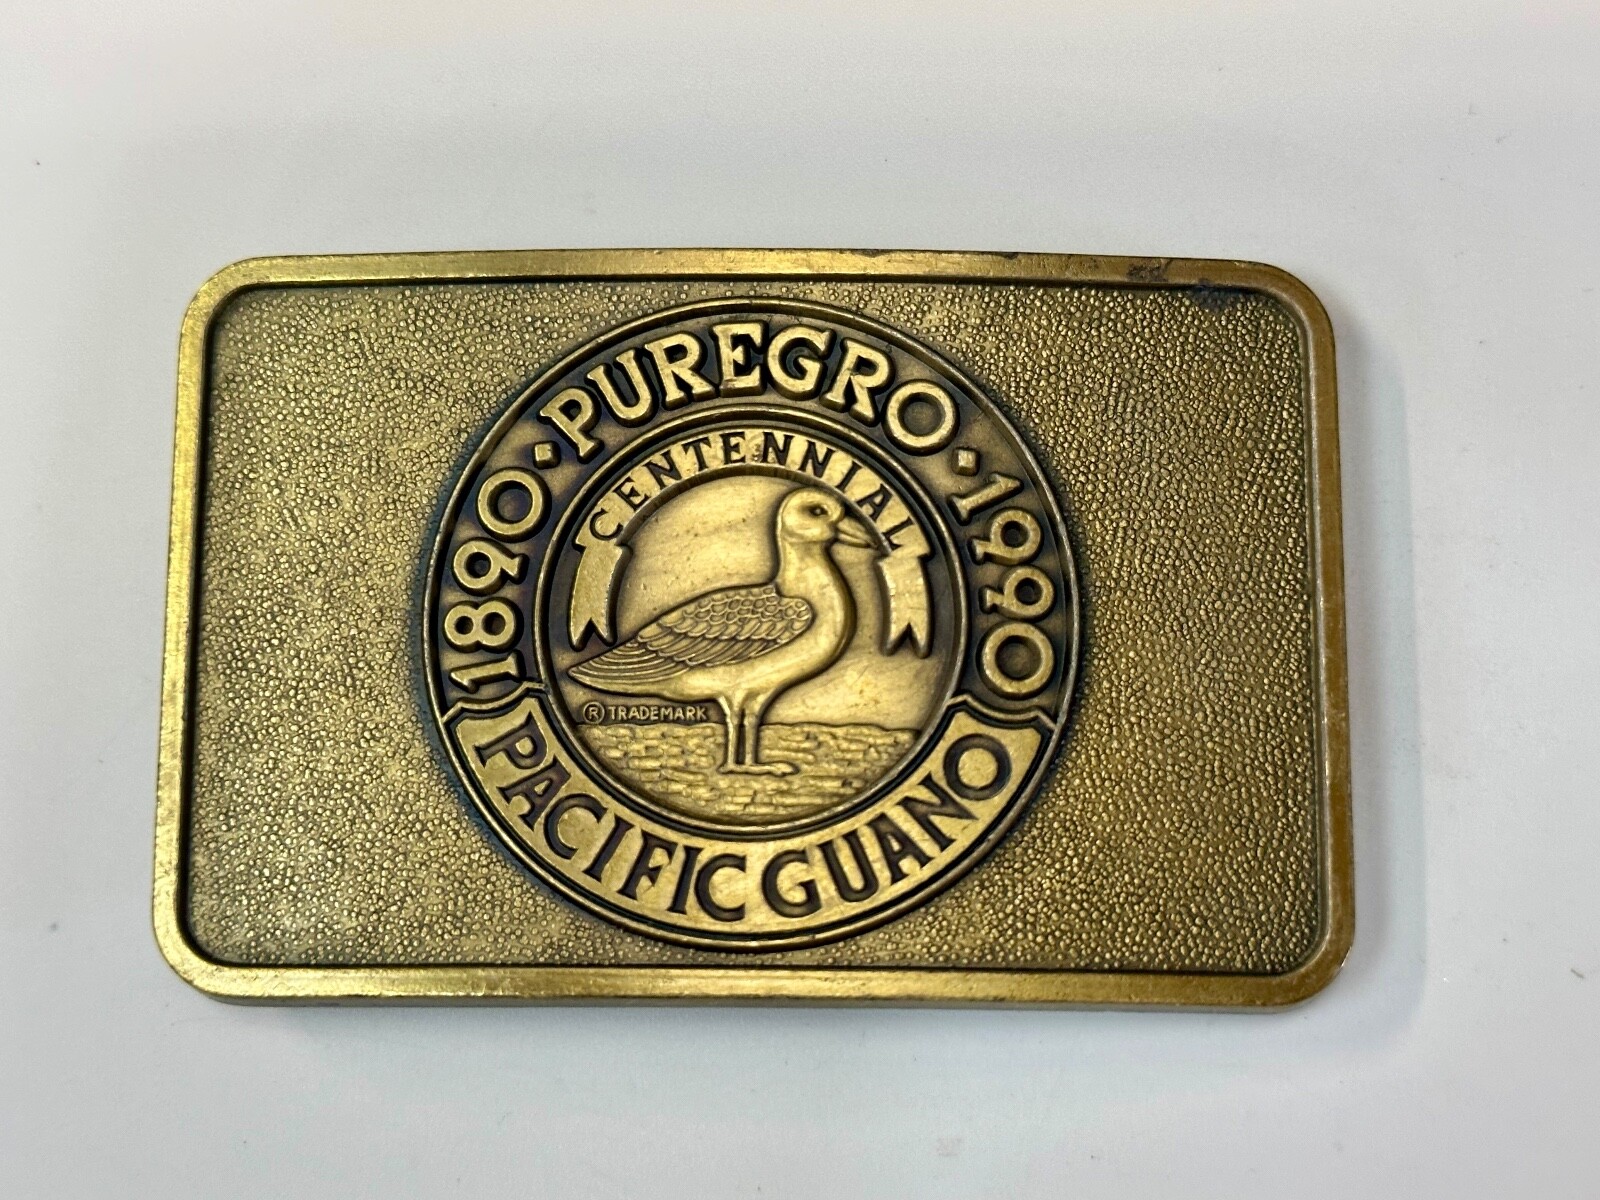 1890 · PUREGRO · 1990
CENTENNIAL
® TRADEMARK
PACIFIC GUANO